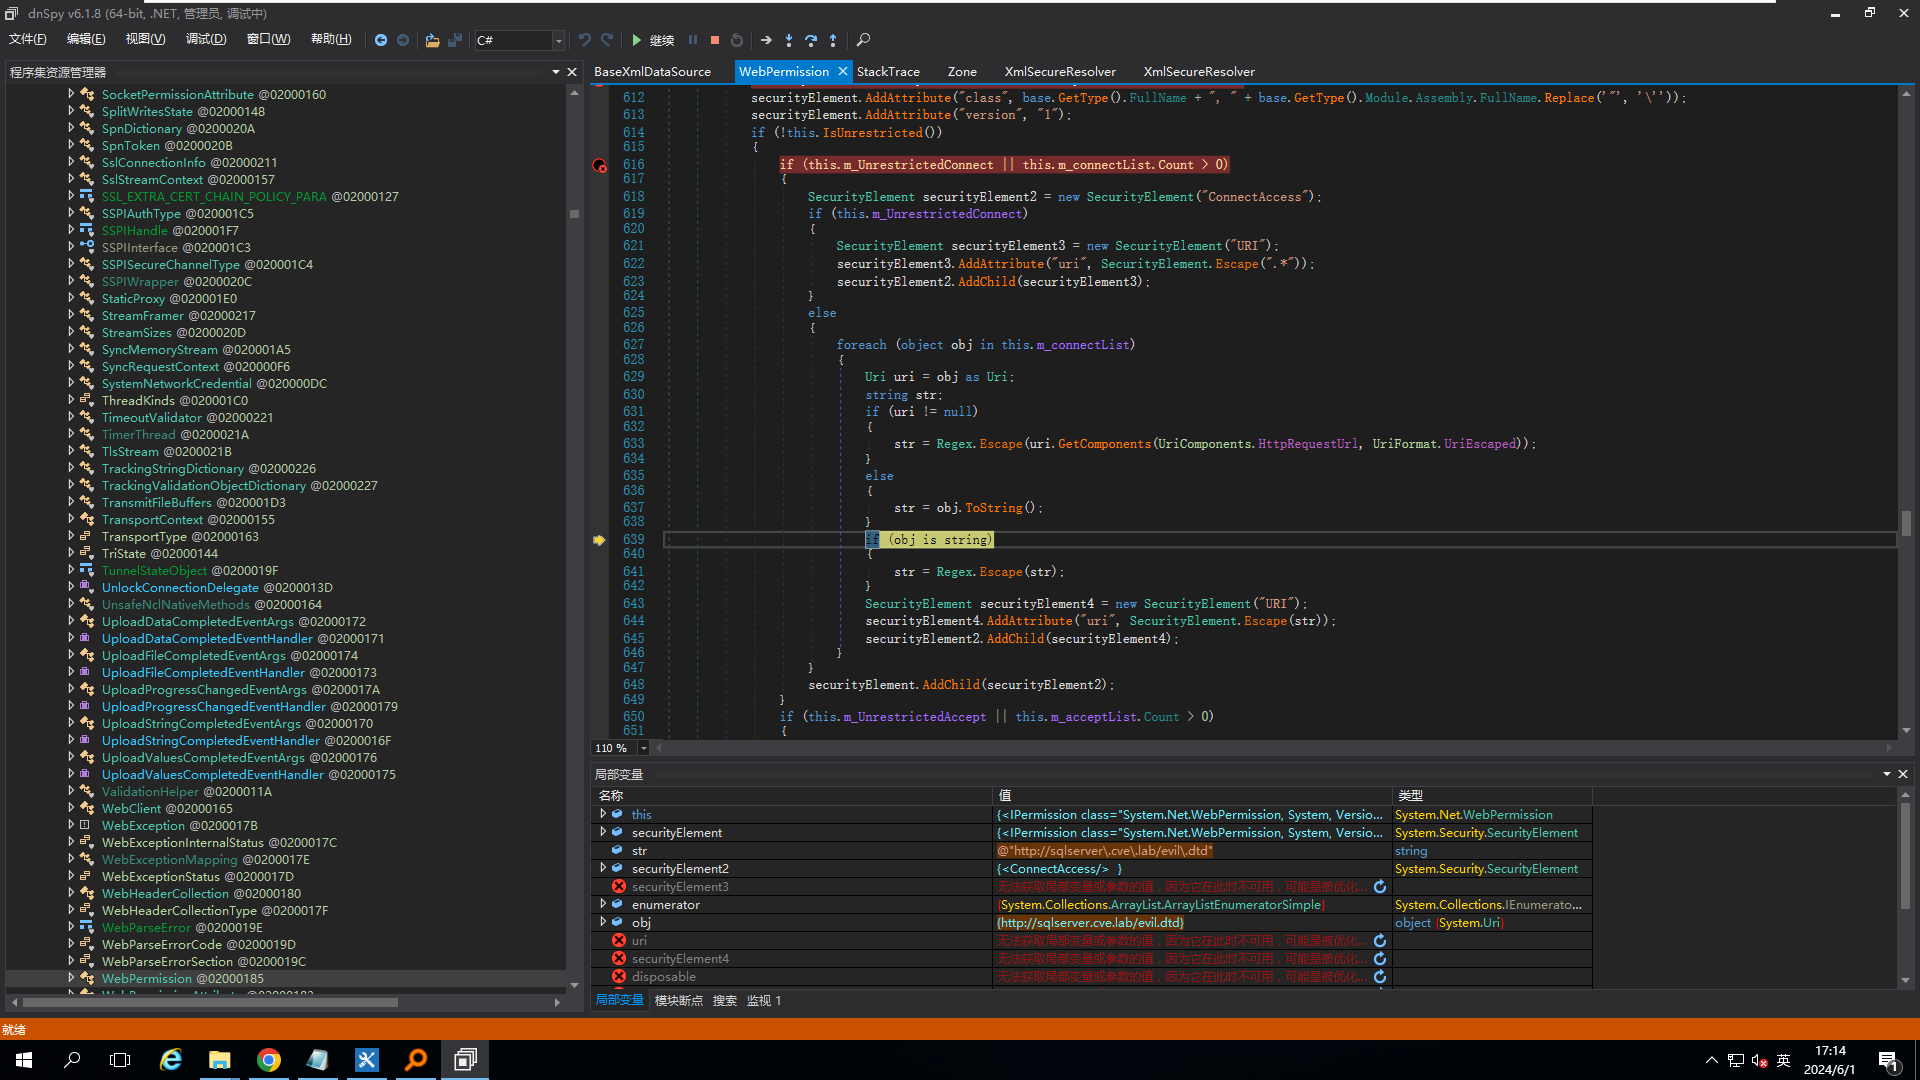 dnSpy v6.1.8 (64-bit, .NET, 管理员, 调试中)
文件(F) 编辑(E) 视图(V) 调试(D) 窗口(W) 帮助(H) C# 继续
程序集资源管理器
SocketPermissionAttribute @02000160
SplitWritesState @02000148
SpnDictionary @0200020A
SpnToken @0200020B
SslConnectionInfo @02000211
SslStreamContext @02000157
SSL_EXTRA_CERT_CHAIN_POLICY_PARA @02000127
SSPIAuthType @020001C5
SSPIHandle @020001F7
SSPIInterface @020001C3
SSPISecureChannelType @020001C4
SSPIWrapper @0200020C
StaticProxy @020001E0
StreamFramer @02000217
StreamSizes @0200020D
SyncMemoryStream @020001A5
SyncRequestContext @020000F6
SystemNetworkCredential @020000DC
ThreadKinds @020001C0
TimeoutValidator @02000221
TimerThread @0200021A
TlsStream @0200021B
TrackingStringDictionary @02000226
TrackingValidationObjectDictionary @02000227
TransmitFileBuffers @020001D3
TransportContext @02000155
TransportType @02000163
TriState @02000144
TunnelStateObject @0200019F
UnlockConnectionDelegate @0200013D
UnsafeNclNativeMethods @02000164
UploadDataCompletedEventArgs @02000172
UploadDataCompletedEventHandler @02000171
UploadFileCompletedEventArgs @02000174
UploadFileCompletedEventHandler @02000173
UploadProgressChangedEventArgs @0200017A
UploadProgressChangedEventHandler @02000179
UploadStringCompletedEventArgs @02000170
UploadStringCompletedEventHandler @0200016F
UploadValuesCompletedEventArgs @02000176
UploadValuesCompletedEventHandler @02000175
ValidationHelper @0200011A
WebClient @02000165
WebException @0200017B
WebExceptionInternalStatus @0200017C
WebExceptionMapping @0200017E
WebExceptionStatus @0200017D
WebHeaderCollection @02000180
WebHeaderCollectionType @0200017F
WebParseError @0200019E
WebParseErrorCode @0200019D
WebParseErrorSection @0200019C
WebPermission @02000185
BaseXmlDataSource WebPermission StackTrace Zone XmlSecureResolver XmlSecureResolver
612 securityElement.AddAttribute("class", base.GetType().FullName + ", " + base.GetType().Module.Assembly.FullName.Replace('"', '\''));
613 securityElement.AddAttribute("version", "1");
614 if (!this.IsUnrestricted())
615 {
616 if (this.m_UnrestrictedConnect || this.m_connectList.Count > 0)
617 {
618 SecurityElement securityElement2 = new SecurityElement("ConnectAccess");
619 if (this.m_UnrestrictedConnect)
620 {
621 SecurityElement securityElement3 = new SecurityElement("URI");
622 securityElement3.AddAttribute("uri", SecurityElement.Escape(".*"));
623 securityElement2.AddChild(securityElement3);
624 }
625 else
626 {
627 foreach (object obj in this.m_connectList)
628 {
629 Uri uri = obj as Uri;
630 string str;
631 if (uri != null)
632 {
633 str = Regex.Escape(uri.GetComponents(UriComponents.HttpRequestUrl, UriFormat.UriEscaped));
634 }
635 else
636 {
637 str = obj.ToString();
638 }
639 if (obj is string)
640 {
641 str = Regex.Escape(str);
642 }
643 SecurityElement securityElement4 = new SecurityElement("URI");
644 securityElement4.AddAttribute("uri", SecurityElement.Escape(str));
645 securityElement2.AddChild(securityElement4);
646 }
647 }
648 securityElement.AddChild(securityElement2);
649 }
650 if (this.m_UnrestrictedAccept || this.m_acceptList.Count > 0)
651 {
110 %
局部变量
名称 值 类型
this {<IPermission class="System.Net.WebPermission, System, Versio... System.Net.WebPermission
securityElement {<IPermission class="System.Net.WebPermission, System, Versio... System.Security.SecurityElement
str @"http://sqlserver\.cve\.lab/evil\.dtd" string
securityElement2 {<ConnectAccess/> } System.Security.SecurityElement
securityElement3 无法获取局部变量或参数的值，因为它在此时不可用，可能是被优化...
enumerator {System.Collections.ArrayList.ArrayListEnumeratorSimple} System.Collections.IEnumerato...
obj {http://sqlserver.cve.lab/evil.dtd} object {System.Uri}
uri 无法获取局部变量或参数的值，因为它在此时不可用，可能是被优化...
securityElement4 无法获取局部变量或参数的值，因为它在此时不可用，可能是被优化...
disposable 无法获取局部变量或参数的值，因为它在此时不可用，可能是被优化...
局部变量 模块断点 搜索 监视 1
就绪
英
17:14
2024/6/1
1